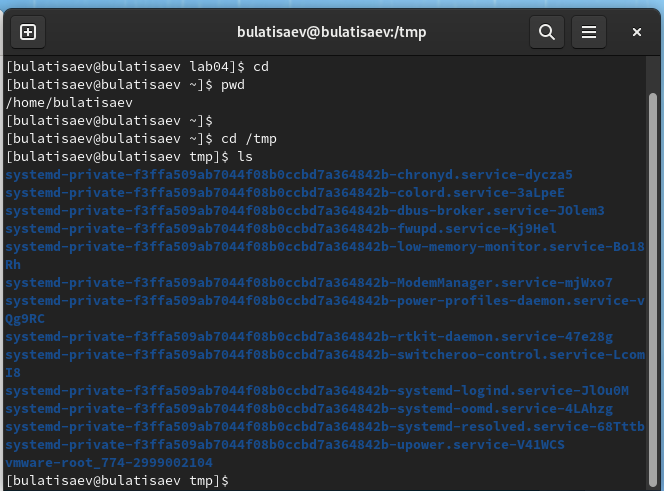 bulatisaev@bulatisaev:/tmp
[bulatisaev@bulatisaev lab04]$ cd
[bulatisaev@bulatisaev ~]$ pwd
/home/bulatisaev
[bulatisaev@bulatisaev ~]$
[bulatisaev@bulatisaev ~]$ cd /tmp
[bulatisaev@bulatisaev tmp]$ ls
systemd-private-f3ffa509ab7044f08b0ccbd7a364842b-chronyd.service-dycza5
systemd-private-f3ffa509ab7044f08b0ccbd7a364842b-colord.service-3aLpeE
systemd-private-f3ffa509ab7044f08b0ccbd7a364842b-dbus-broker.service-JOlem3
systemd-private-f3ffa509ab7044f08b0ccbd7a364842b-fwupd.service-Kj9Hel
systemd-private-f3ffa509ab7044f08b0ccbd7a364842b-low-memory-monitor.service-Bo18
Rh
systemd-private-f3ffa509ab7044f08b0ccbd7a364842b-ModemManager.service-mjWxo7
systemd-private-f3ffa509ab7044f08b0ccbd7a364842b-power-profiles-daemon.service-v
Qg9RC
systemd-private-f3ffa509ab7044f08b0ccbd7a364842b-rtkit-daemon.service-47e28g
systemd-private-f3ffa509ab7044f08b0ccbd7a364842b-switcheroo-control.service-Lcom
I8
systemd-private-f3ffa509ab7044f08b0ccbd7a364842b-systemd-logind.service-JlOu0M
systemd-private-f3ffa509ab7044f08b0ccbd7a364842b-systemd-oomd.service-4LAhzg
systemd-private-f3ffa509ab7044f08b0ccbd7a364842b-systemd-resolved.service-68Tttb
systemd-private-f3ffa509ab7044f08b0ccbd7a364842b-upower.service-V41WCS
vmware-root_774-2999002104
[bulatisaev@bulatisaev tmp]$